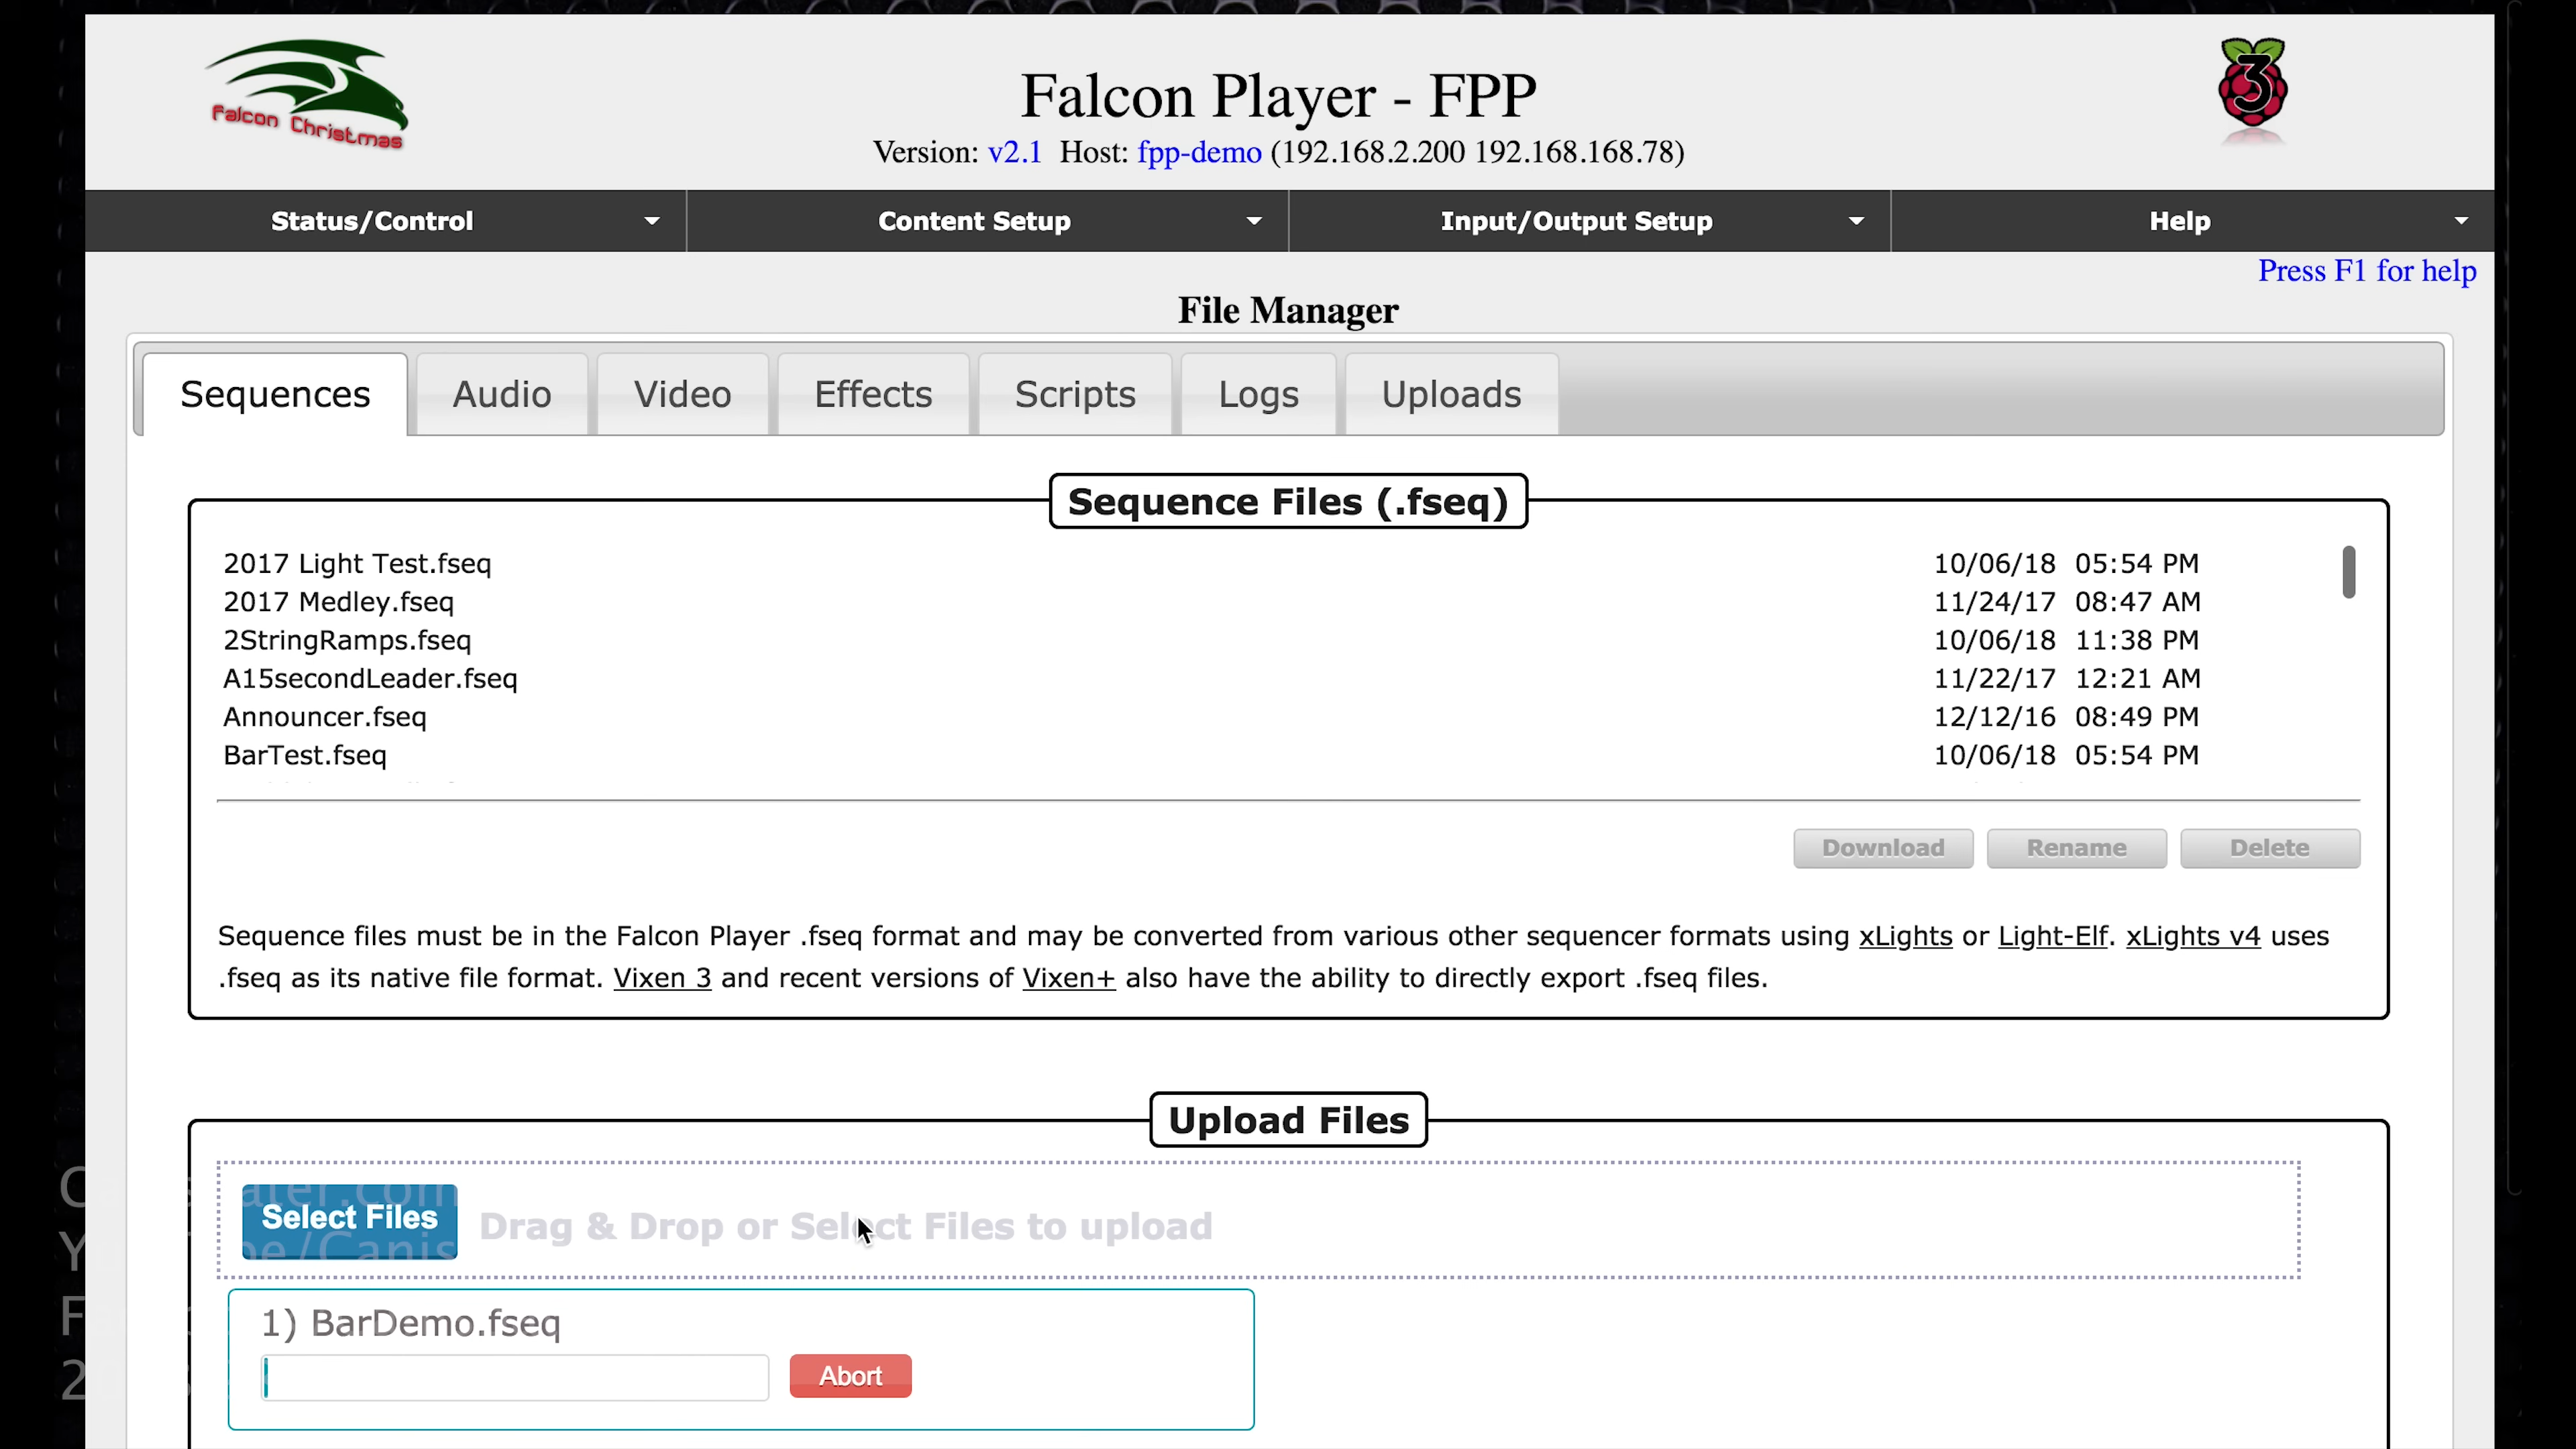 Falcon Christmas
Falcon Player - FPP
3
Version: v2.1 Host: fpp-demo (192.168.2.200 192.168.168.78)
Status/Control
Content Setup
Input/Output Setup
Help
Press F1 for help
File Manager
Sequences
Audio
Video
Effects
Scripts
Logs
Uploads
Sequence Files (.fseq)
2017 Light Test.fseq 10/06/18 05:54 PM
2017 Medley.fseq 11/24/17 08:47 AM
2StringRamps.fseq 10/06/18 11:38 PM
A15secondLeader.fseq 11/22/17 12:21 AM
Announcer.fseq 12/12/16 08:49 PM
BarTest.fseq 10/06/18 05:54 PM
Download
Rename
Delete
Sequence files must be in the Falcon Player .fseq format and may be converted from various other sequencer formats using xLights or Light-Elf. xLights v4 uses
.fseq as its native file format. Vixen 3 and recent versions of Vixen+ also have the ability to directly export .fseq files.
Upload Files
Select Files
Drag & Drop or Select Files to upload
1) BarDemo.fseq
Abort